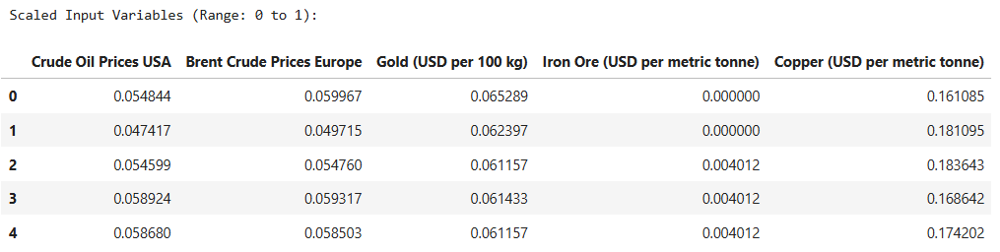 Scaled Input Variables (Range: 0 to 1):
Crude Oil Prices USA Brent Crude Prices Europe Gold (USD per 100 kg) Iron Ore (USD per metric tonne) Copper (USD per metric tonne)
0 0.054844 0.059967 0.065289 0.000000 0.161085
1 0.047417 0.049715 0.062397 0.000000 0.181095
2 0.054599 0.054760 0.061157 0.004012 0.183643
3 0.058924 0.059317 0.061433 0.004012 0.168642
4 0.058680 0.058503 0.061157 0.004012 0.174202